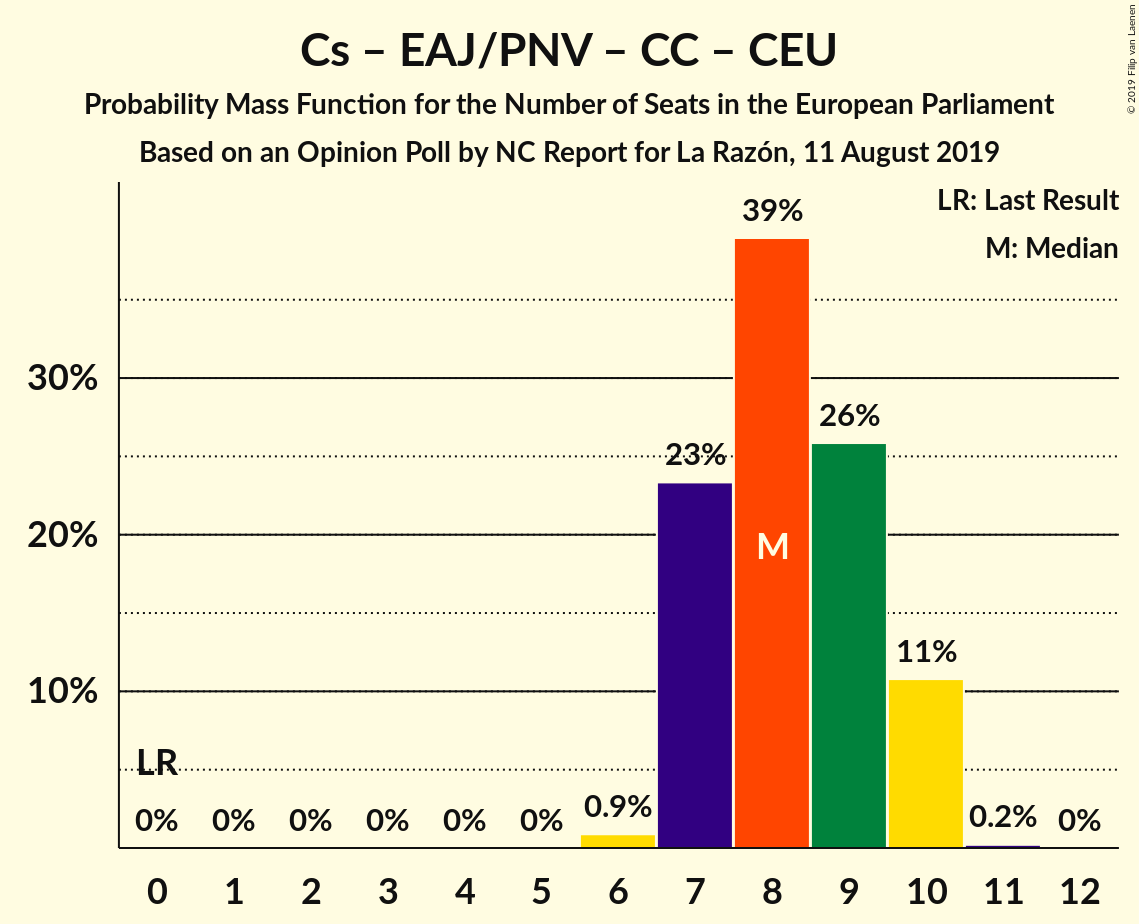 Cs – EAJ/PNV – CC – CEU
Probability Mass Function for the Number of Seats in the European Parliament
Based on an Opinion Poll by NC Report for La Razón, 11 August 2019
© 2019 Filip van Laenen
LR: Last Result
M: Median
39%
30%
26%
23%
20%
M
11%
10%
LR
0% 0% 0% 0% 0% 0% 0.9% 0.2% 0%
0 1 2 3 4 5 6 7 8 9 10 11 12